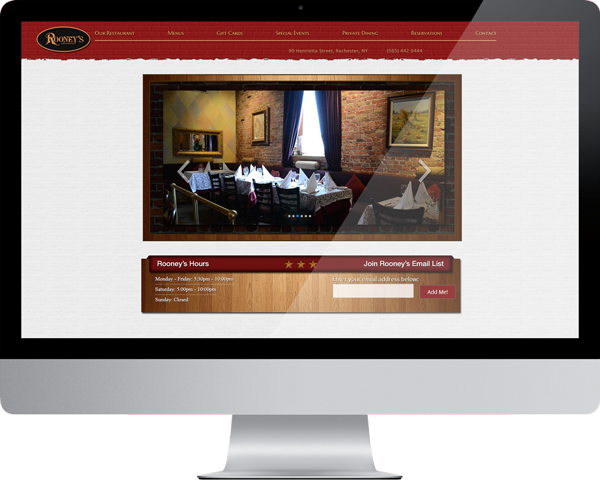 ROONEY'S
OUR RESTAURANT MENUS GIFT CARDS SPECIAL EVENTS PRIVATE DINING RESERVATIONS CONTACT
90 Henrietta Street, Rochester, NY (585) 442-0444
Rooney's Hours
Monday - Friday: 5:30pm - 10:00pm
Saturday: 5:00pm - 10:00pm
Sunday: Closed
Join Rooney's Email List
Enter your email address below:
Add Me!